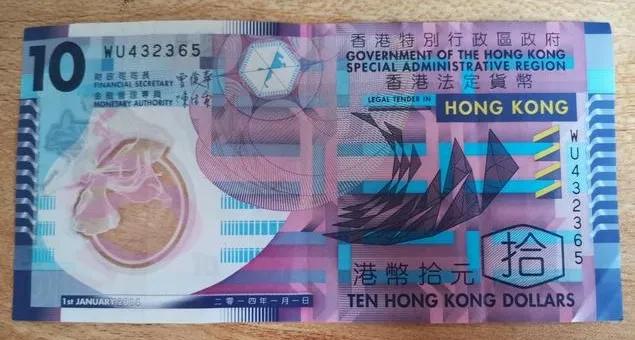 10
WU432365
財政司司長
FINANCIAL SECRETARY
金融管理專員
MONETARY AUTHORITY
香港特別行政區政府
GOVERNMENT OF THE HONG KONG
SPECIAL ADMINISTRATIVE REGION
香港法定貨幣
LEGAL TENDER IN HONG KONG
WU432365
拾
港幣拾元
TEN HONG KONG DOLLARS
1st JANUARY
二零一四年一月一日